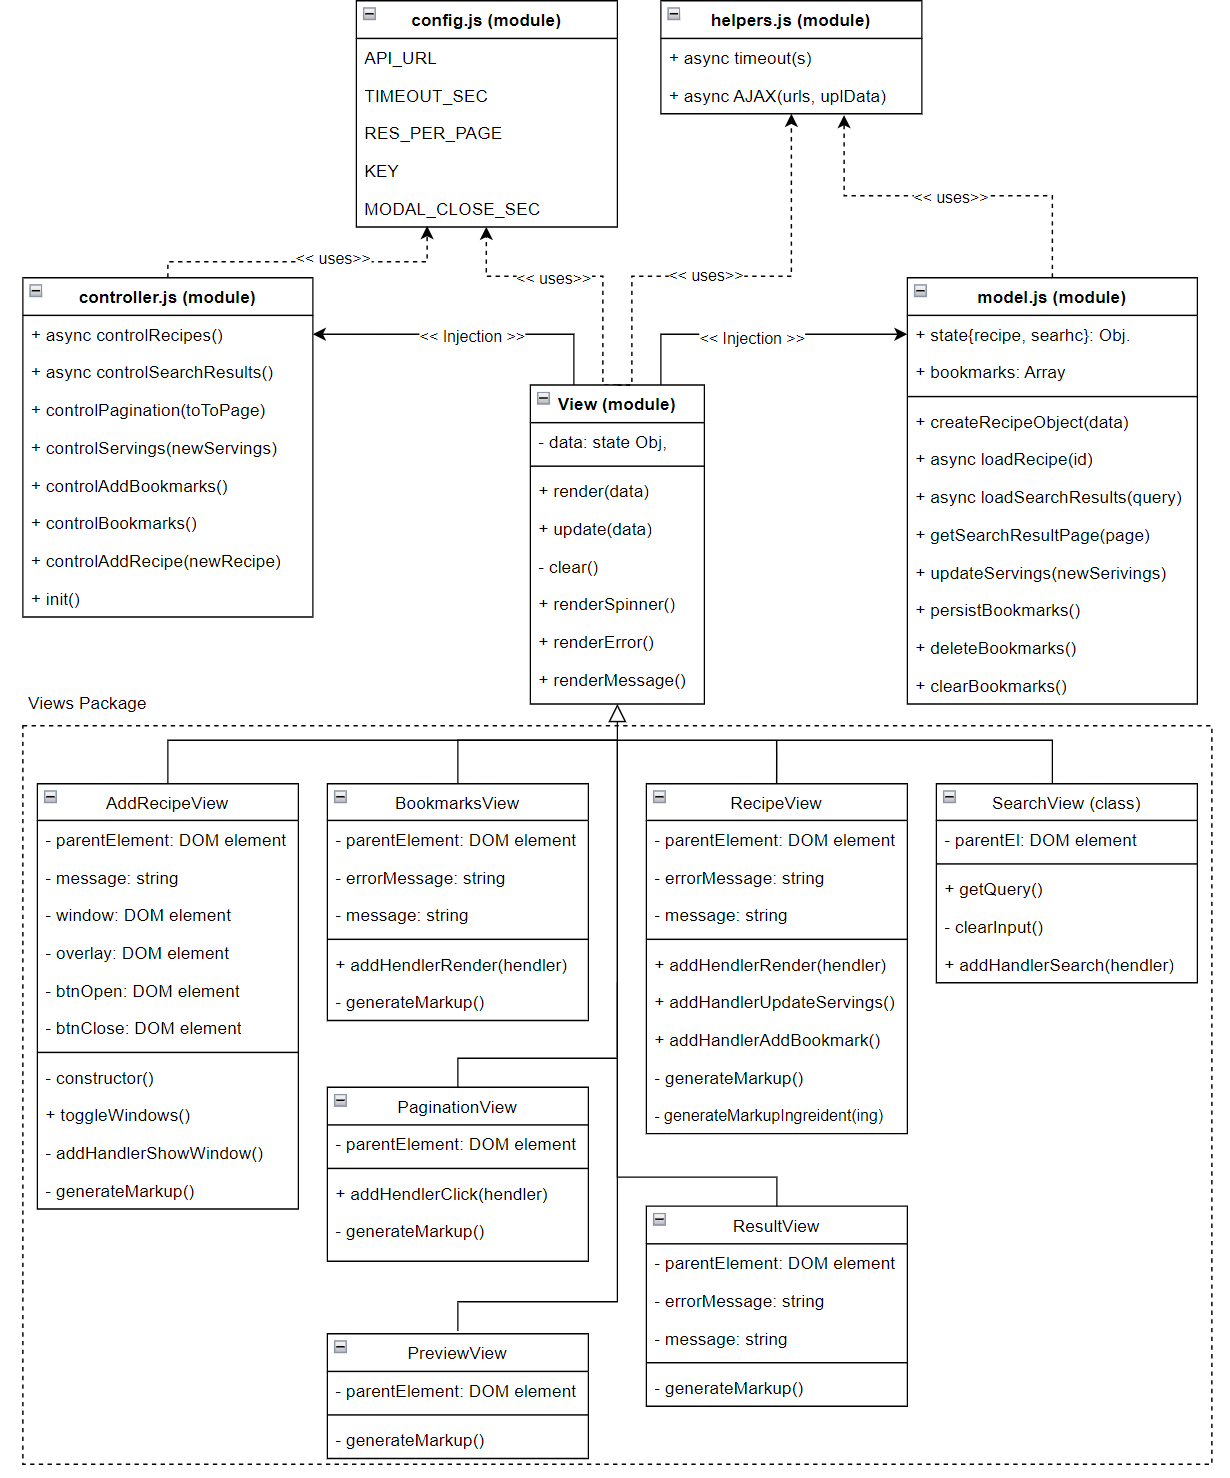 config.js (module)
API_URL
TIMEOUT_SEC
RES_PER_PAGE
KEY
MODAL_CLOSE_SEC
helpers.js (module)
+ async timeout(s)
+ async AJAX(urls, uplData)
<< uses>>
<< uses>>
<< uses>>
<< uses>>
controller.js (module)
+ async controlRecipes()
+ async controlSearchResults()
+ controlPagination(toToPage)
+ controlServings(newServings)
+ controlAddBookmarks()
+ controlBookmarks()
+ controlAddRecipe(newRecipe)
+ init()
<< Injection >>
<< Injection >>
View (module)
- data: state Obj,
+ render(data)
+ update(data)
- clear()
+ renderSpinner()
+ renderError()
+ renderMessage()
model.js (module)
+ state{recipe, searhc}: Obj.
+ bookmarks: Array
+ createRecipeObject(data)
+ async loadRecipe(id)
+ async loadSearchResults(query)
+ getSearchResultPage(page)
+ updateServings(newSerivings)
+ persistBookmarks()
+ deleteBookmarks()
+ clearBookmarks()
Views Package
AddRecipeView
- parentElement: DOM element
- message: string
- window: DOM element
- overlay: DOM element
- btnOpen: DOM element
- btnClose: DOM element
- constructor()
+ toggleWindows()
- addHandlerShowWindow()
- generateMarkup()
BookmarksView
- parentElement: DOM element
- errorMessage: string
- message: string
+ addHendlerRender(hendler)
- generateMarkup()
RecipeView
- parentElement: DOM element
- errorMessage: string
- message: string
+ addHendlerRender(hendler)
+ addHandlerUpdateServings()
+ addHandlerAddBookmark()
- generateMarkup()
- generateMarkupIngreident(ing)
SearchView (class)
- parentEl: DOM element
+ getQuery()
- clearInput()
+ addHandlerSearch(hendler)
PaginationView
- parentElement: DOM element
+ addHendlerClick(hendler)
- generateMarkup()
ResultView
- parentElement: DOM element
- errorMessage: string
- message: string
- generateMarkup()
PreviewView
- parentElement: DOM element
- generateMarkup()